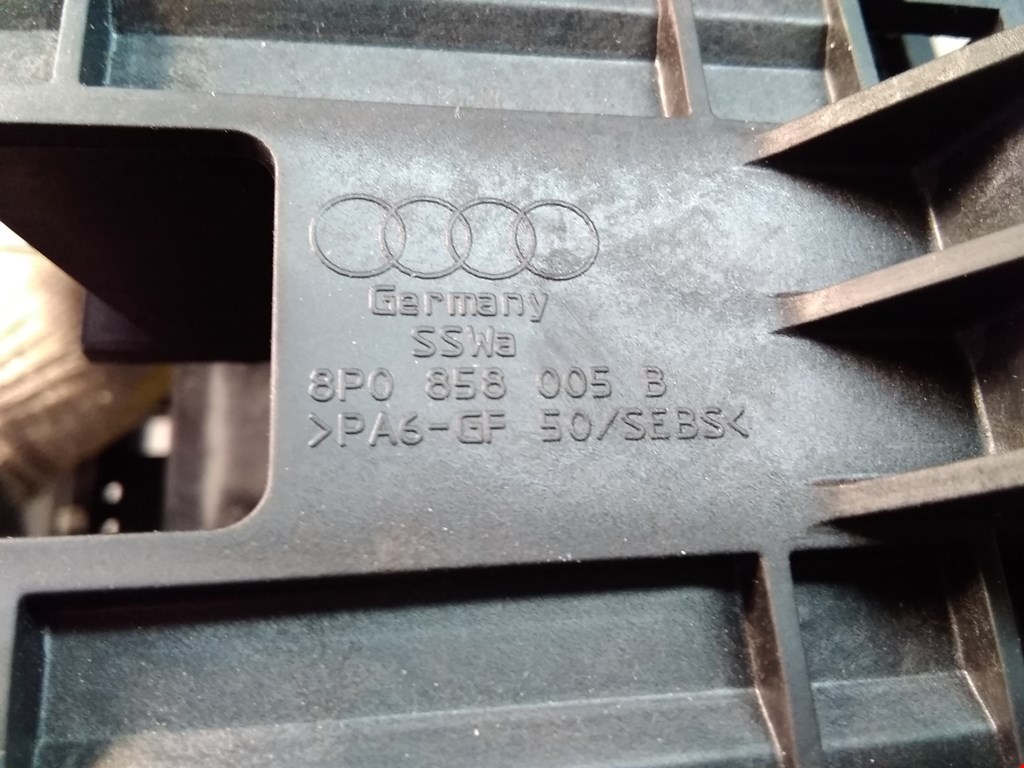 Germany
SSWa
8P0 858 005 B
>PA6-GF 50/SEBS<